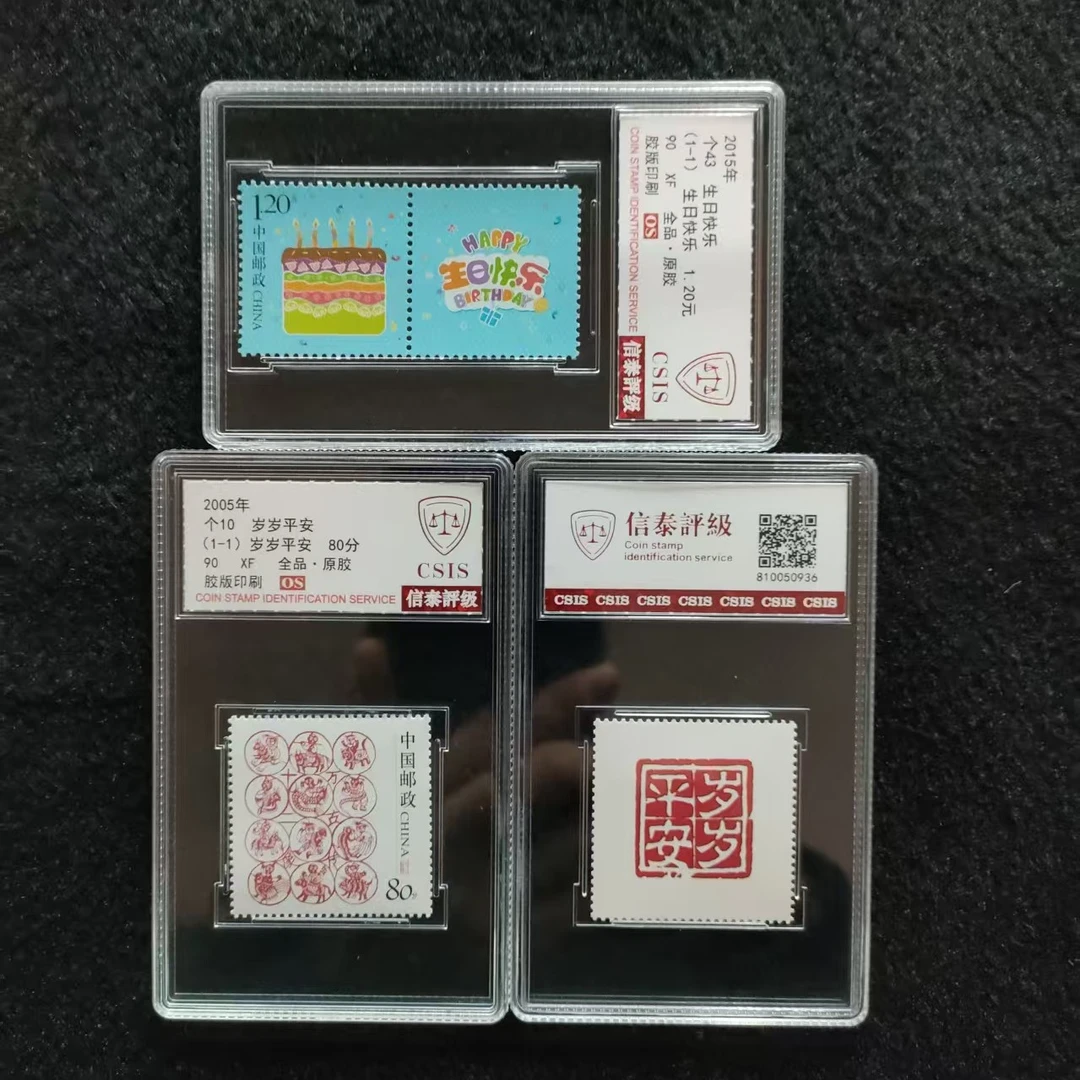 1.20
中国邮政 CHINA
HAPPY
生日快乐
BIRTHDAY
2015年
个43 生日快乐
(1-1) 生日快乐 1.20元
90 XF 全品·原胶
胶版印刷 OS
COIN STAMP IDENTIFICATION SERVICE
CSIS
信泰評级
2005年
个10 岁岁平安
(1-1) 岁岁平安 80分
90 XF 全品·原胶
胶版印刷 OS
COIN STAMP IDENTIFICATION SERVICE
CSIS
信泰評级
中国邮政 CHINA
80分
信泰評級
Coin stamp
identification service
810050936
CSIS CSIS CSIS CSIS CSIS CSIS CSIS
岁岁
平安